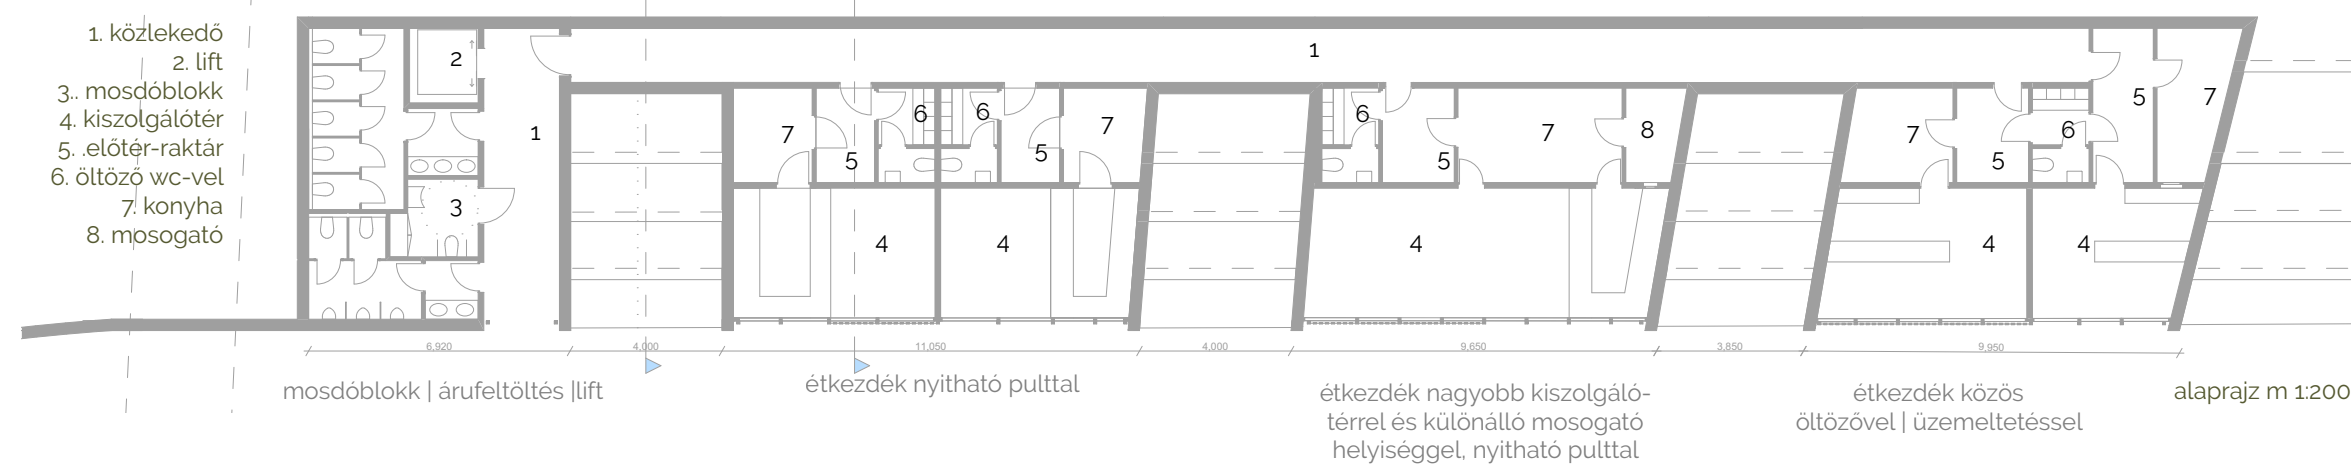 1. közlekedő
2. lift
3.. mosdóblokk
4. kiszolgálótér
5. .előtér-raktár
6. öltöző wc-vel
7. konyha
8. mosogató
2
1
1
3
7
5
6
6
5
7
4
4
6
5
7
8
4
7
5
6
5
7
4
4
6,920
4,000
11,050
4,000
9,650
3,850
9,950
mosdóblokk | árufeltöltés |lift
étkezdék nyitható pulttal
étkezdék nagyobb kiszolgáló-
térrel és különálló mosogató
helyiséggel, nyitható pulttal
étkezdék közös
öltözővel | üzemeltetéssel
alaprajz m 1:200